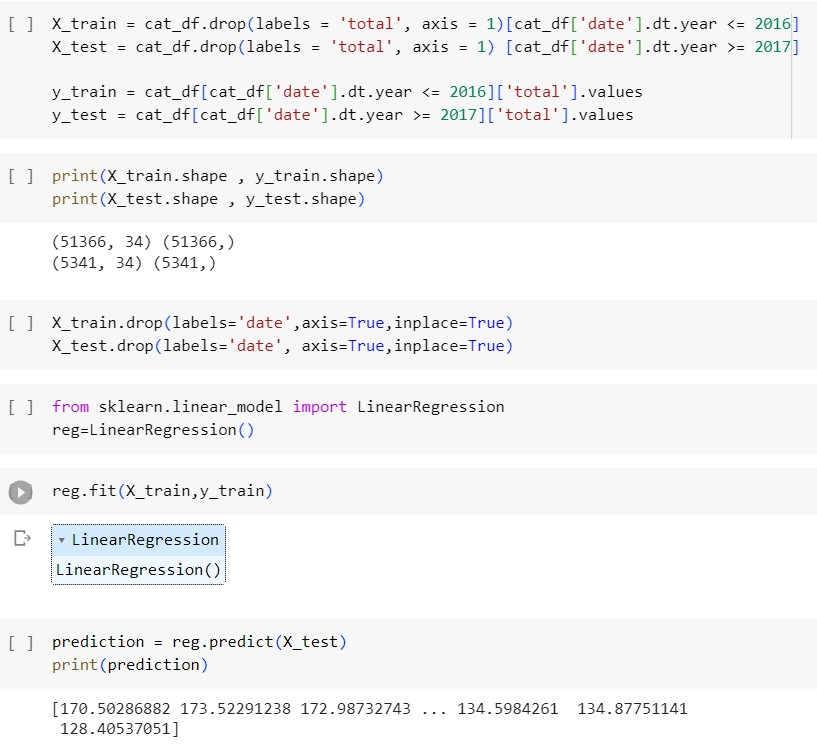 [ ] X_train = cat_df.drop(labels = 'total', axis = 1)[cat_df['date'].dt.year <= 2016]
X_test = cat_df.drop(labels = 'total', axis = 1) [cat_df['date'].dt.year >= 2017]
y_train = cat_df[cat_df['date'].dt.year <= 2016]['total'].values
y_test = cat_df[cat_df['date'].dt.year >= 2017]['total'].values
[ ] print(X_train.shape , y_train.shape)
print(X_test.shape , y_test.shape)
(51366, 34) (51366,)
(5341, 34) (5341,)
[ ] X_train.drop(labels='date',axis=True,inplace=True)
X_test.drop(labels='date', axis=True,inplace=True)
[ ] from sklearn.linear_model import LinearRegression
reg=LinearRegression()
reg.fit(X_train,y_train)
▾ LinearRegression
LinearRegression()
[ ] prediction = reg.predict(X_test)
print(prediction)
[170.50286882 173.52291238 172.98732743 ... 134.5984261  134.87751141
128.40537051]